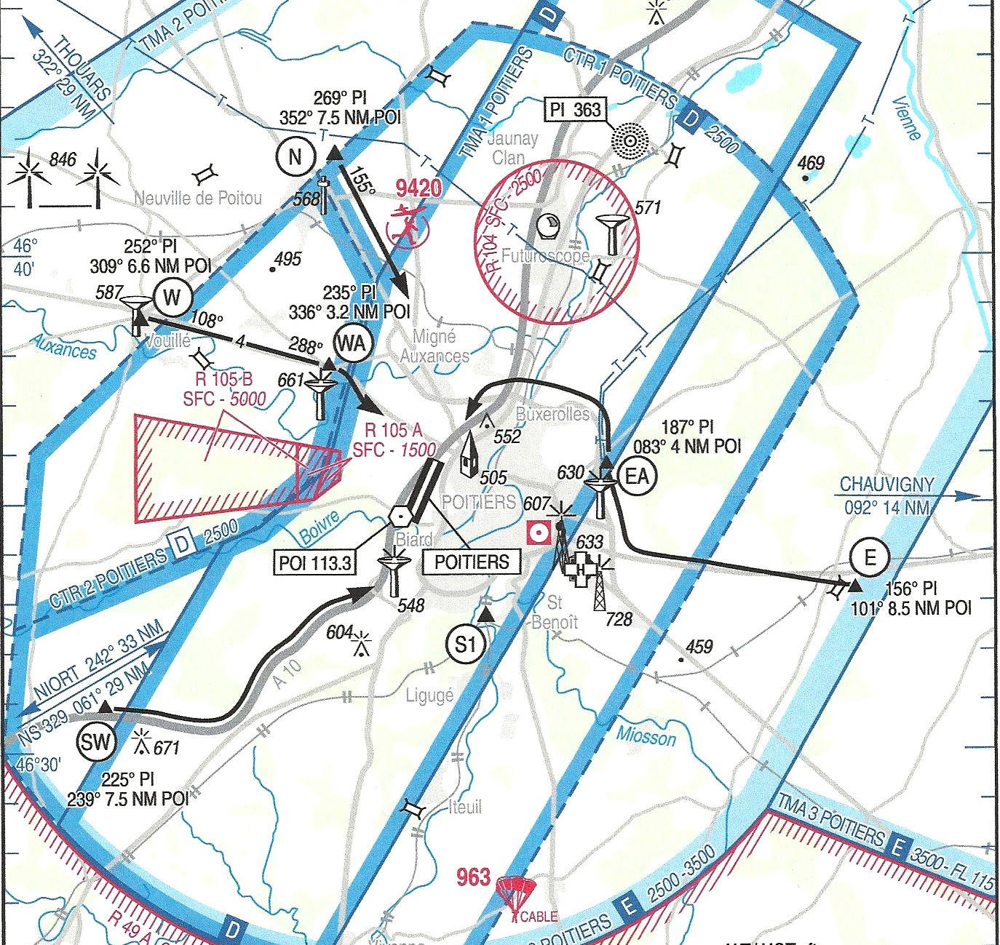 TMA 2 POITI
D
THOUARS
322° 29 NM
CTR 1 POITIERS
D
2500
TMA 1 POITIERS
269° PI
352° 7.5 NM POI
PI 363
Vienne
N
155°
Jaunay
Clan
846
469
Neuville de Poitou
568
9420
R 104 SFC - 2500
571
46°
40'
252° PI
309° 6.6 NM POI
495
Futuroscope
587
W
235° PI
336° 3.2 NM POI
108°
4
288°
WA
Vouillé
Auxances
Migné
Auxances
R 105 B
SFC - 5000
661
R 105 A
SFC - 1500
Buxerolles
552
187° PI
083° 4 NM POI
505
630
EA
CHAUVIGNY
092° 14 NM
POITIERS
607
Boivre
Biard
633
E
CTR 2 POITIERS
D
2500
POI 113.3
POITIERS
156° PI
101° 8.5 NM POI
548
St
Benoît
728
604
S1
459
NIORT 242° 33 NM
NS 329 061° 29 NM
A 10
Ligugé
SW
671
Miosson
46°30'
225° PI
239° 7.5 NM POI
Iteuil
TMA 3 POITIERS
E
3500 - FL 115
963
CABLE
2500 -3500
E
POITIERS
R 49 A
D